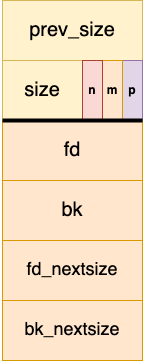 prev_size
size n m p
fd
bk
fd_nextsize
bk_nextsize